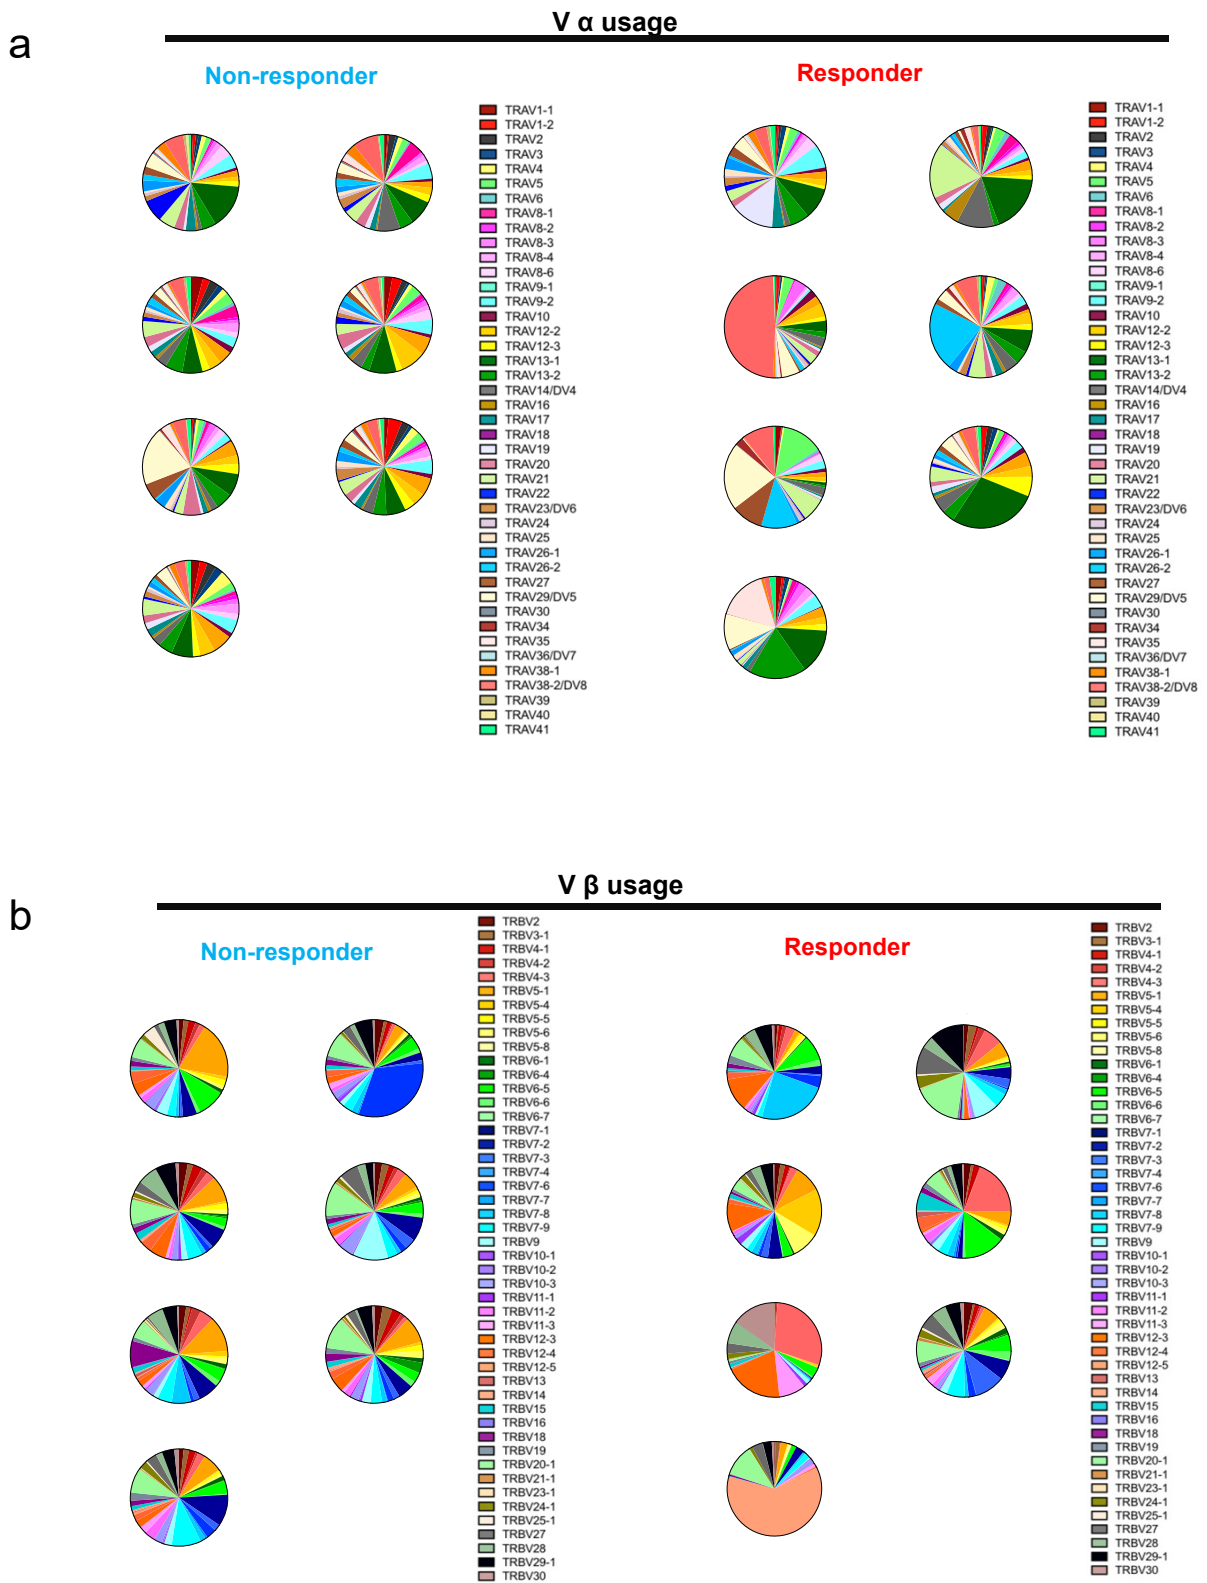 a
V α usage
Non-responder
Responder
TRAV1-1
TRAV1-2
TRAV2
TRAV3
TRAV4
TRAV5
TRAV6
TRAV8-1
TRAV8-2
TRAV8-3
TRAV8-4
TRAV8-6
TRAV9-1
TRAV9-2
TRAV10
TRAV12-2
TRAV12-3
TRAV13-1
TRAV13-2
TRAV14/DV4
TRAV16
TRAV17
TRAV18
TRAV19
TRAV20
TRAV21
TRAV22
TRAV23/DV6
TRAV24
TRAV25
TRAV26-1
TRAV26-2
TRAV27
TRAV29/DV5
TRAV30
TRAV34
TRAV35
TRAV36/DV7
TRAV38-1
TRAV38-2/DV8
TRAV39
TRAV40
TRAV41
TRAV1-1
TRAV1-2
TRAV2
TRAV3
TRAV4
TRAV5
TRAV6
TRAV8-1
TRAV8-2
TRAV8-3
TRAV8-4
TRAV8-6
TRAV9-1
TRAV9-2
TRAV10
TRAV12-2
TRAV12-3
TRAV13-1
TRAV13-2
TRAV14/DV4
TRAV16
TRAV17
TRAV18
TRAV19
TRAV20
TRAV21
TRAV22
TRAV23/DV6
TRAV24
TRAV25
TRAV26-1
TRAV26-2
TRAV27
TRAV29/DV5
TRAV30
TRAV34
TRAV35
TRAV36/DV7
TRAV38-1
TRAV38-2/DV8
TRAV39
TRAV40
TRAV41
b
V β usage
Non-responder
Responder
TRBV2
TRBV3-1
TRBV4-1
TRBV4-2
TRBV4-3
TRBV5-1
TRBV5-4
TRBV5-5
TRBV5-6
TRBV5-8
TRBV6-1
TRBV6-4
TRBV6-5
TRBV6-6
TRBV6-7
TRBV7-1
TRBV7-2
TRBV7-3
TRBV7-4
TRBV7-6
TRBV7-7
TRBV7-8
TRBV7-9
TRBV9
TRBV10-1
TRBV10-2
TRBV10-3
TRBV11-1
TRBV11-2
TRBV11-3
TRBV12-3
TRBV12-4
TRBV12-5
TRBV13
TRBV14
TRBV15
TRBV16
TRBV18
TRBV19
TRBV20-1
TRBV21-1
TRBV23-1
TRBV24-1
TRBV25-1
TRBV27
TRBV28
TRBV29-1
TRBV30
TRBV2
TRBV3-1
TRBV4-1
TRBV4-2
TRBV4-3
TRBV5-1
TRBV5-4
TRBV5-5
TRBV5-6
TRBV5-8
TRBV6-1
TRBV6-4
TRBV6-5
TRBV6-6
TRBV6-7
TRBV7-1
TRBV7-2
TRBV7-3
TRBV7-4
TRBV7-6
TRBV7-7
TRBV7-8
TRBV7-9
TRBV9
TRBV10-1
TRBV10-2
TRBV10-3
TRBV11-1
TRBV11-2
TRBV11-3
TRBV12-3
TRBV12-4
TRBV12-5
TRBV13
TRBV14
TRBV15
TRBV16
TRBV18
TRBV19
TRBV20-1
TRBV21-1
TRBV23-1
TRBV24-1
TRBV25-1
TRBV27
TRBV28
TRBV29-1
TRBV30